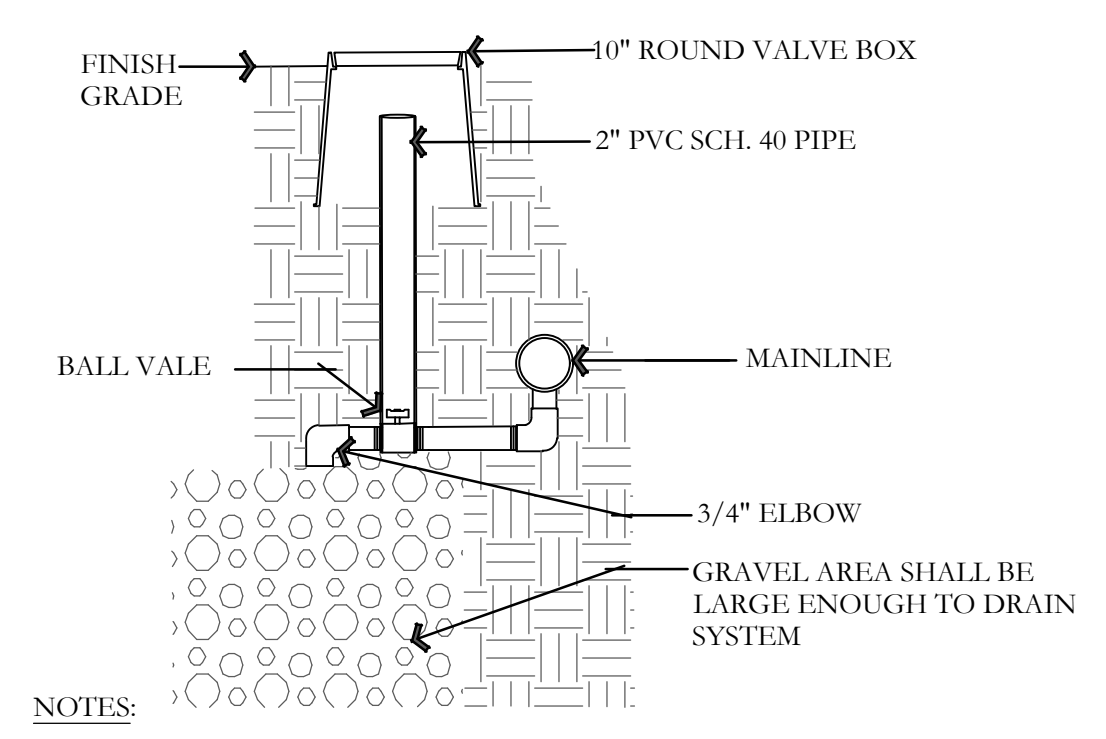 10" ROUND VALVE BOX
FINISH
GRADE
2" PVC SCH. 40 PIPE
BALL VALE
MAINLINE
3/4" ELBOW
GRAVEL AREA SHALL BE
LARGE ENOUGH TO DRAIN
SYSTEM
NOTES: